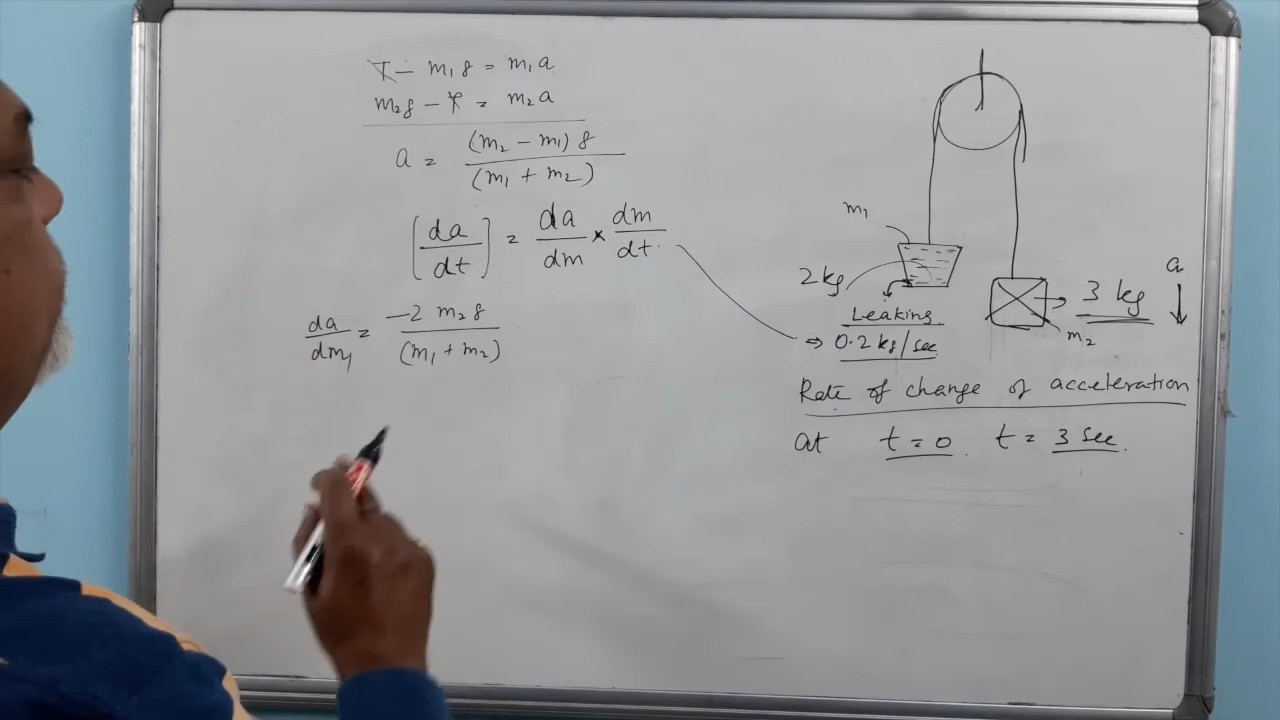 T - m₁g = m₁a
m₂g - T = m₂a
a = (m₂ - m₁) g / (m₁ + m₂)
[da/dt] = da/dm × dm/dt.
da/dm₁ = -2 m₂g / (m₁ + m₂)
m₁
2 kg
a
3 kg
m₂
Leaking
⇒ 0.2 kg/sec
Rate of change of acceleration
at t = 0 t = 3 sec.